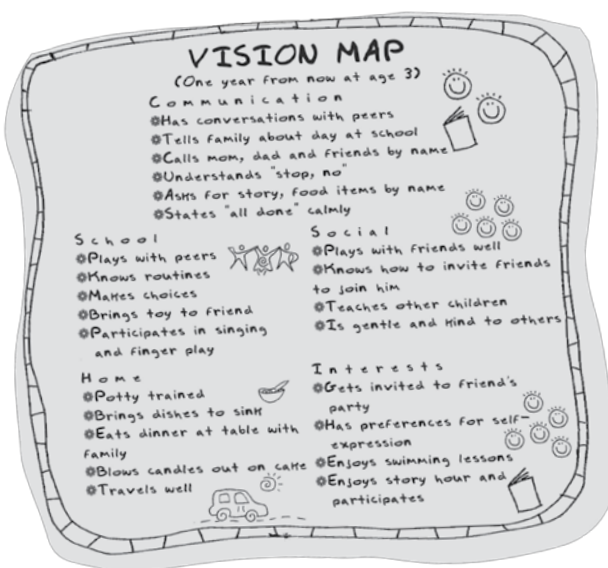 VISION MAP
(One year from now at age 3)
Communication
Has conversations with peers
Tells family about day at school
Calls mom, dad and friends by name
Understands "stop, no"
Asks for story, food items by name
States "all done" calmly
School
Plays with peers
Knows routines
Makes choices
Brings toy to friend
Participates in singing
and finger play
Social
Plays with friends well
Knows how to invite friends
to join him
Teaches other children
Is gentle and kind to others
Home
Potty trained
Brings dishes to sink
Eats dinner at table with
family
Blows candles out on cake
Travels well
Interests
Gets invited to friend's
party
Has preferences for self-
expression
Enjoys swimming lessons
Enjoys story hour and
participates